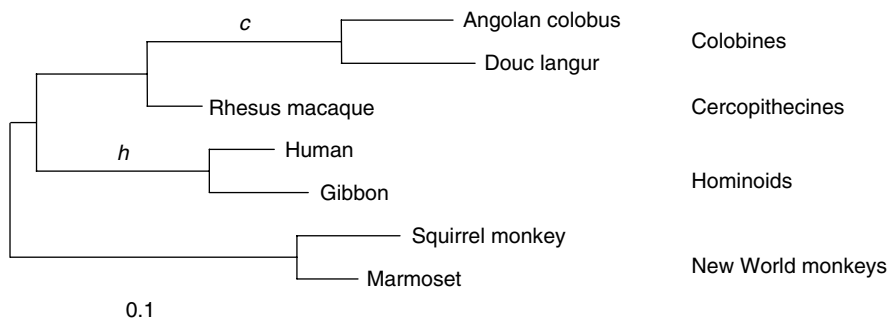 c
Angolan colobus
Douc langur
Colobines
Rhesus macaque
Cercopithecines
h
Human
Gibbon
Hominoids
Squirrel monkey
Marmoset
New World monkeys
0.1